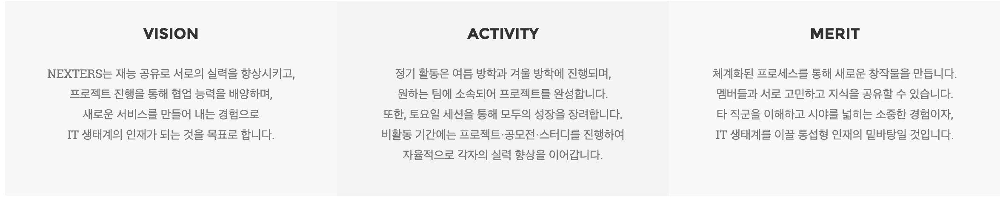 VISION
NEXTERS는 재능 공유로 서로의 실력을 향상시키고,
프로젝트 진행을 통해 협업 능력을 배양하며,
새로운 서비스를 만들어 내는 경험으로
IT 생태계의 인재가 되는 것을 목표로 합니다.
ACTIVITY
정기 활동은 여름 방학과 겨울 방학에 진행되며,
원하는 팀에 소속되어 프로젝트를 완성합니다.
또한, 토요일 세션을 통해 모두의 성장을 장려합니다.
비활동 기간에는 프로젝트·공모전·스터디를 진행하여
자율적으로 각자의 실력 향상을 이어갑니다.
MERIT
체계화된 프로세스를 통해 새로운 창작물을 만듭니다.
멤버들과 서로 고민하고 지식을 공유할 수 있습니다.
타 직군을 이해하고 시야를 넓히는 소중한 경험이자,
IT 생태계를 이끌 통섭형 인재의 밑바탕일 것입니다.